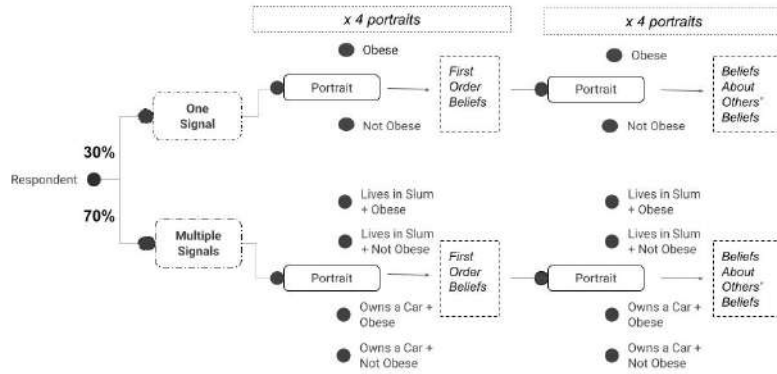 x 4 portraits
x 4 portraits
Obese
Obese
One
Signal
Portrait
First
Order
Beliefs
Portrait
Beliefs
About
Others'
Beliefs
Not Obese
Not Obese
30%
Respondent
70%
Lives in Slum
+ Obese
Lives in Slum
+ Obese
Multiple
Signals
Lives in Slum
+ Not Obese
Lives in Slum
+ Not Obese
Portrait
First
Order
Beliefs
Portrait
Beliefs
About
Others'
Beliefs
Owns a Car +
Obese
Owns a Car +
Obese
Owns a Car +
Not Obese
Owns a Car +
Not Obese